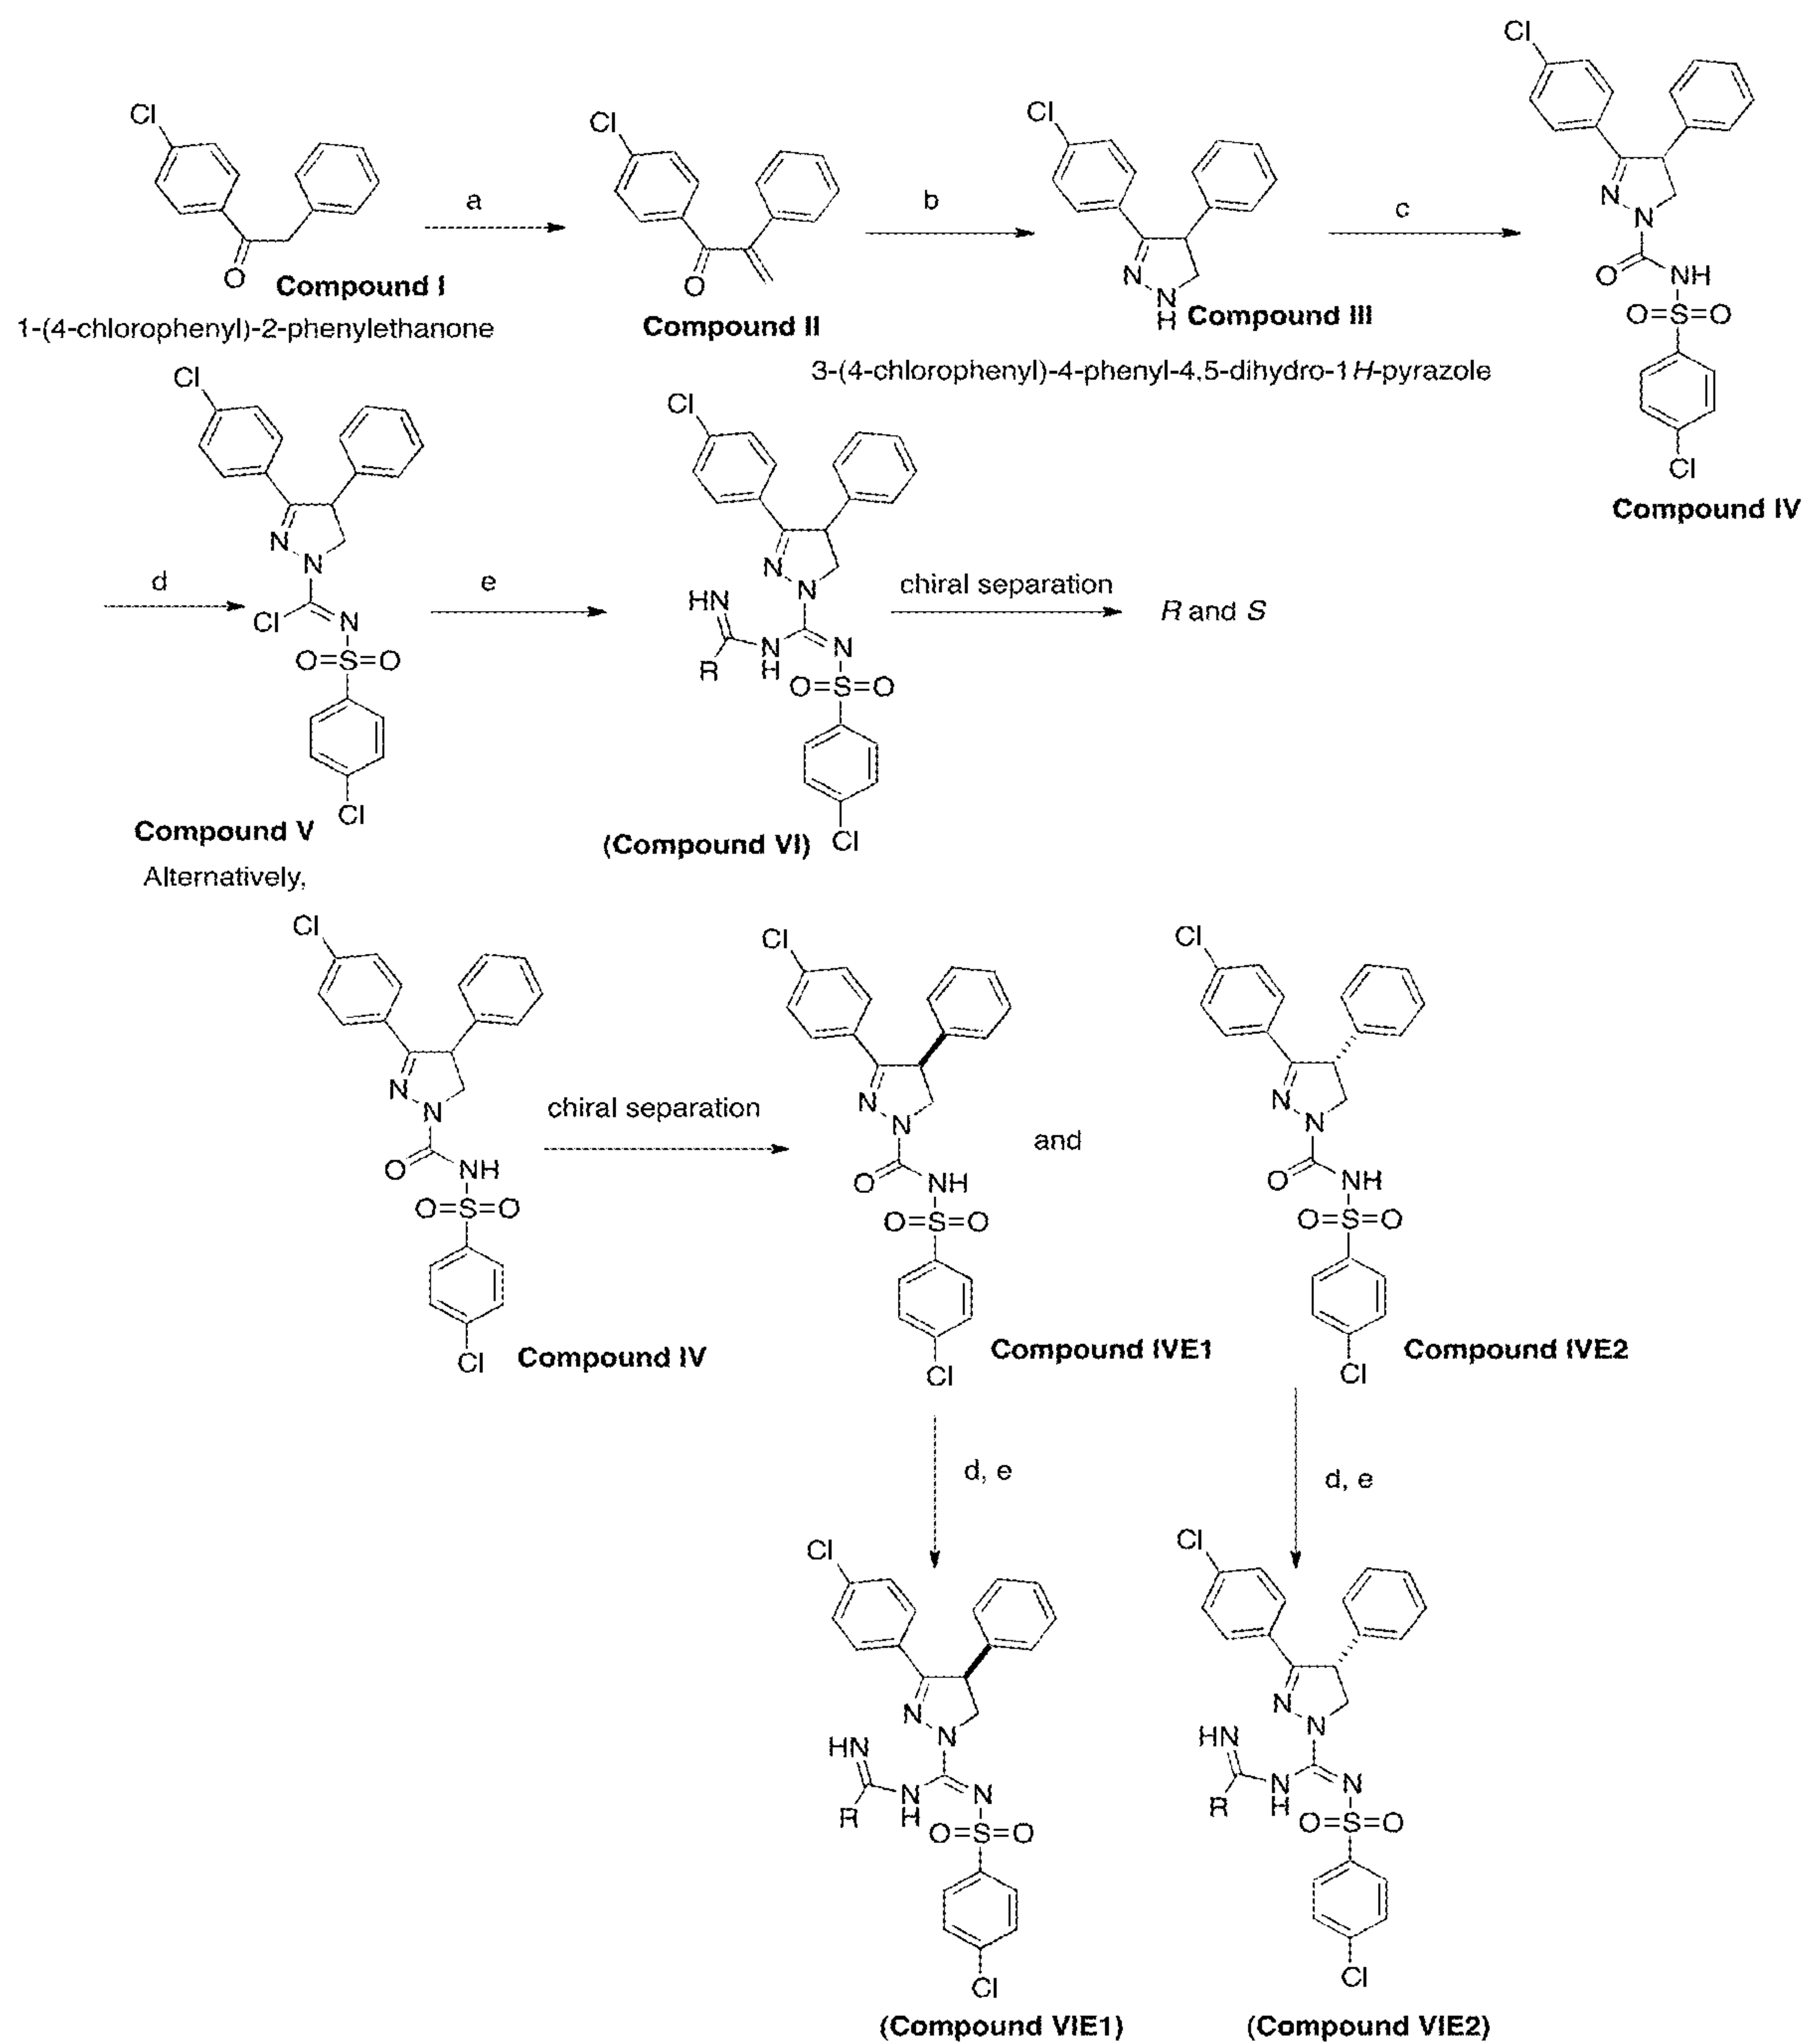 Cl
Cl
Cl
Cl
a
b
c
O
Compound I
O
Compound II
N
N
H
Compound III
N
N
O
NH
O=S=O
Cl
Compound IV
1-(4-chlorophenyl)-2-phenylethanone
3-(4-chlorophenyl)-4-phenyl-4,5-dihydro-1H-pyrazole
Cl
Cl
d
N
N
Cl
N
O=S=O
Cl
Compound V
e
N
N
HN
R
N
H
N
O=S=O
Cl
(Compound VI)
chiral separation
R and S
Alternatively,
Cl
N
N
O
NH
O=S=O
Cl
Compound IV
chiral separation
Cl
N
N
O
NH
O=S=O
Cl
Compound IVE1
and
Cl
N
N
O
NH
O=S=O
Cl
Compound IVE2
d, e
d, e
Cl
N
N
HN
R
N
H
N
O=S=O
Cl
(Compound VIE1)
Cl
N
N
HN
R
N
H
N
O=S=O
Cl
(Compound VIE2)